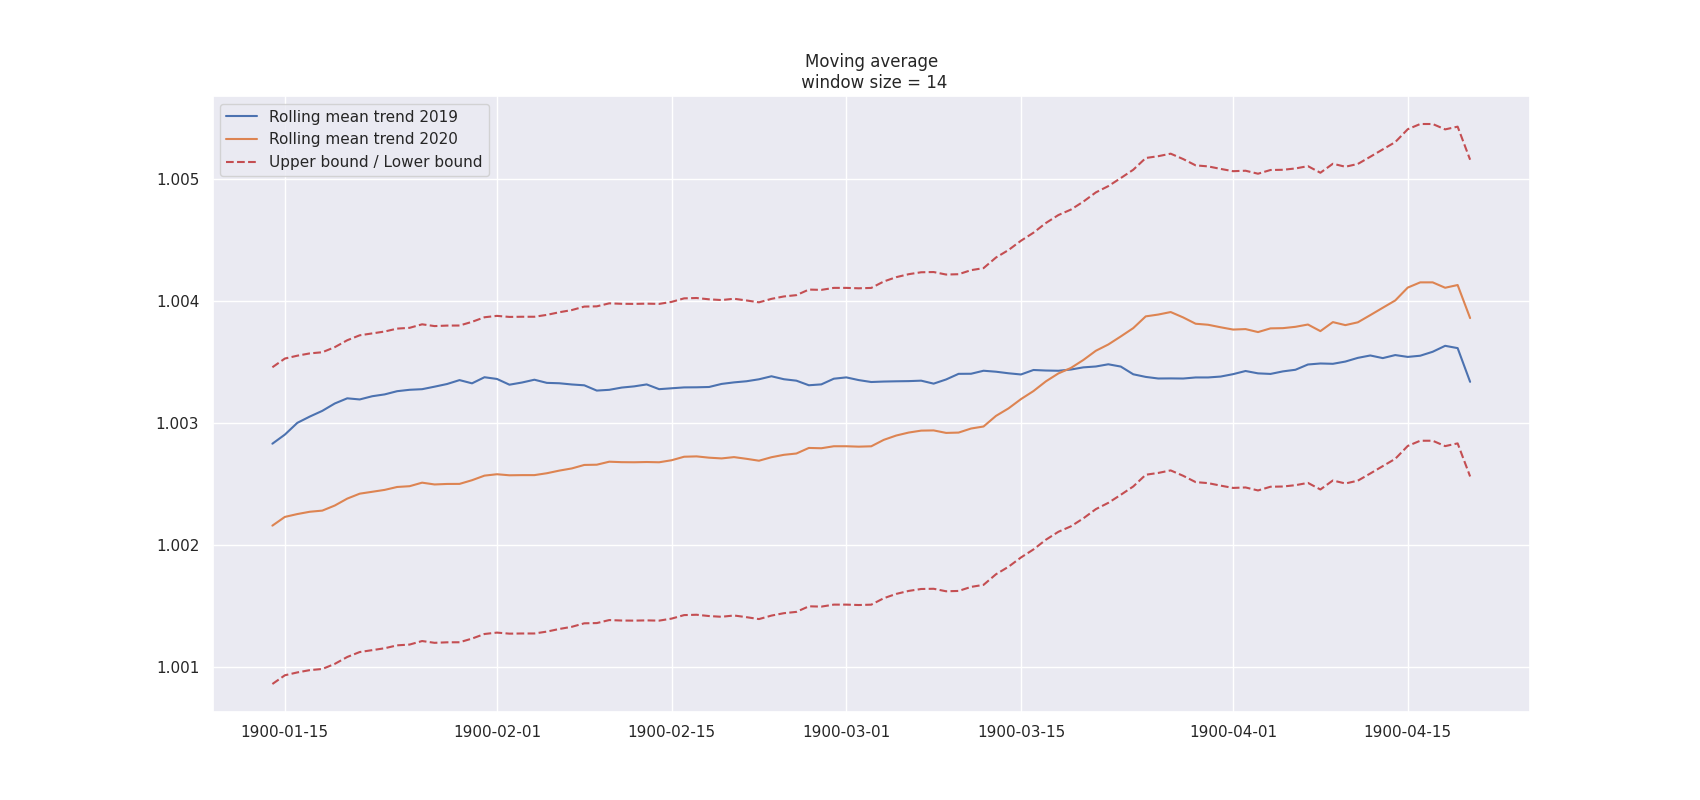 Moving average
window size = 14
Rolling mean trend 2019
Rolling mean trend 2020
Upper bound / Lower bound
1.005
1.004
1.003
1.002
1.001
1900-01-15
1900-02-01
1900-02-15
1900-03-01
1900-03-15
1900-04-01
1900-04-15